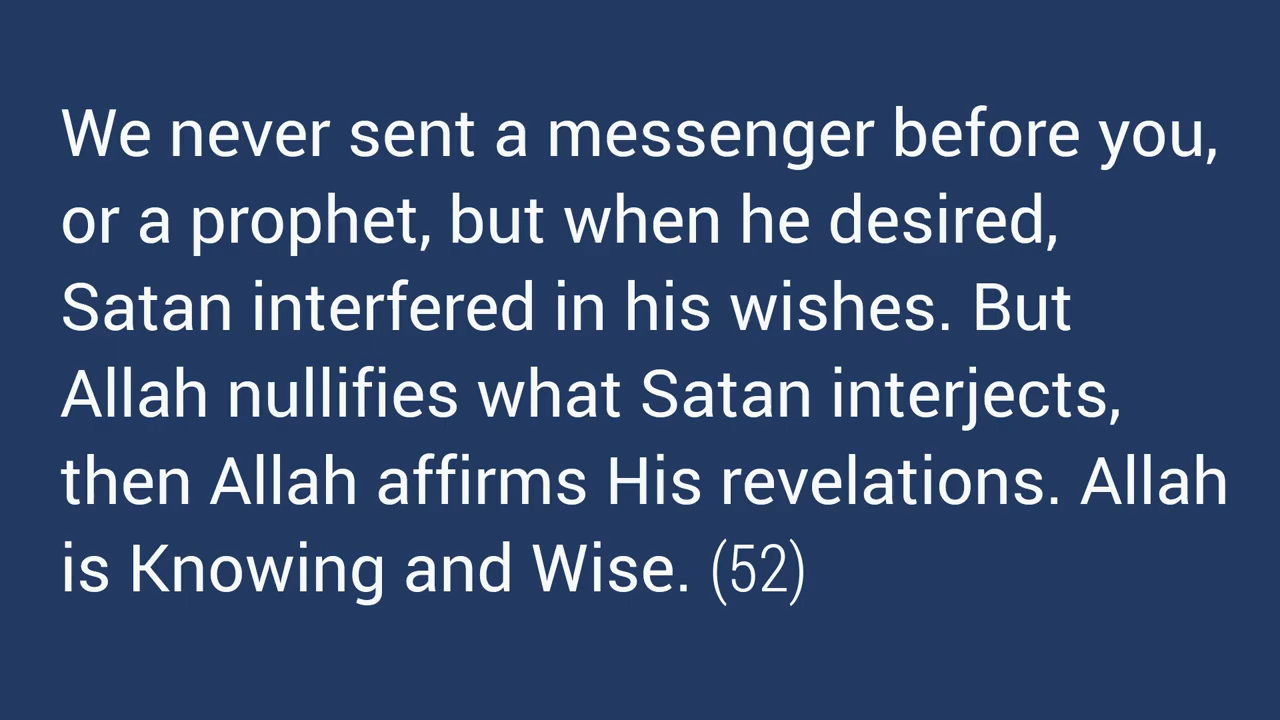 We never sent a messenger before you,
or a prophet, but when he desired,
Satan interfered in his wishes. But
Allah nullifies what Satan interjects,
then Allah affirms His revelations. Allah
is Knowing and Wise. (52)